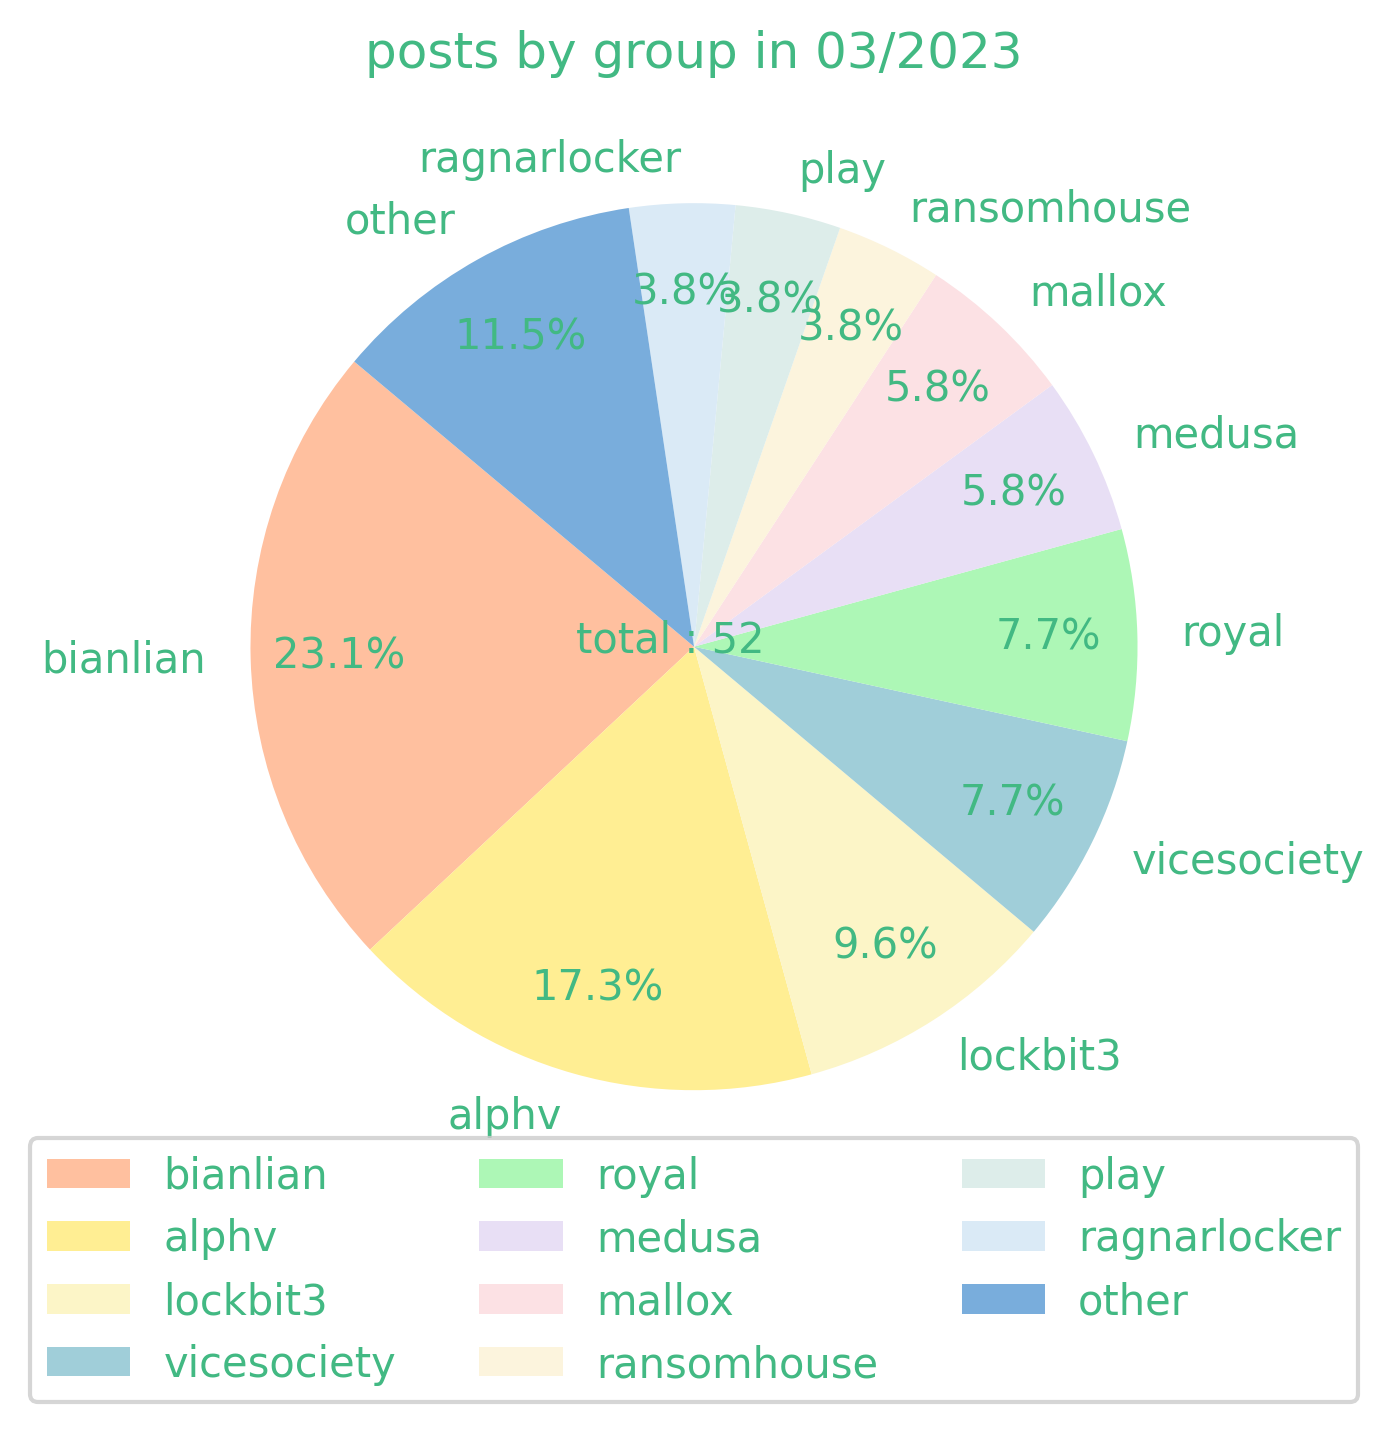 posts by group in 03/2023
ragnarlocker
play
other
ransomhouse
mallox
3.8%
3.8%
3.8%
11.5%
5.8%
medusa
5.8%
total : 52
royal
7.7%
bianlian
23.1%
7.7%
vicesociety
9.6%
17.3%
lockbit3
alphv
bianlian
alphv
lockbit3
vicesociety
royal
medusa
mallox
ransomhouse
play
ragnarlocker
other